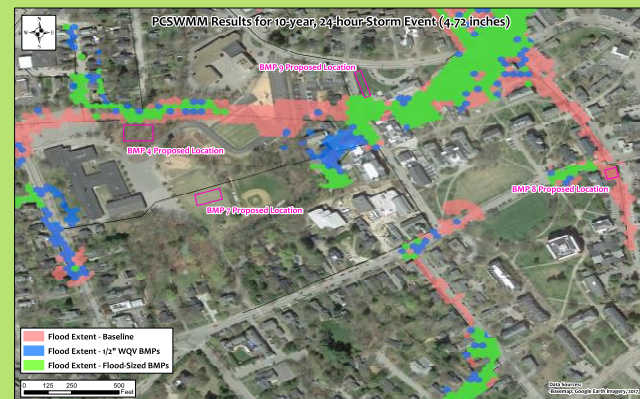 PCSWMM Results for 10-year, 24-hour Storm Event (4.72 inches)
N
W E
S
BMP 9 Proposed Location
BMP 4 Proposed Location
BMP 8 Proposed Location
BMP 7 Proposed Location
Flood Extent - Baseline
Flood Extent - 1/2" WQV BMPs
Flood Extent - Flood-Sized BMPs
0 125 250 500
Feet
Data Sources:
Basemap: Google Earth Imagery, 2017